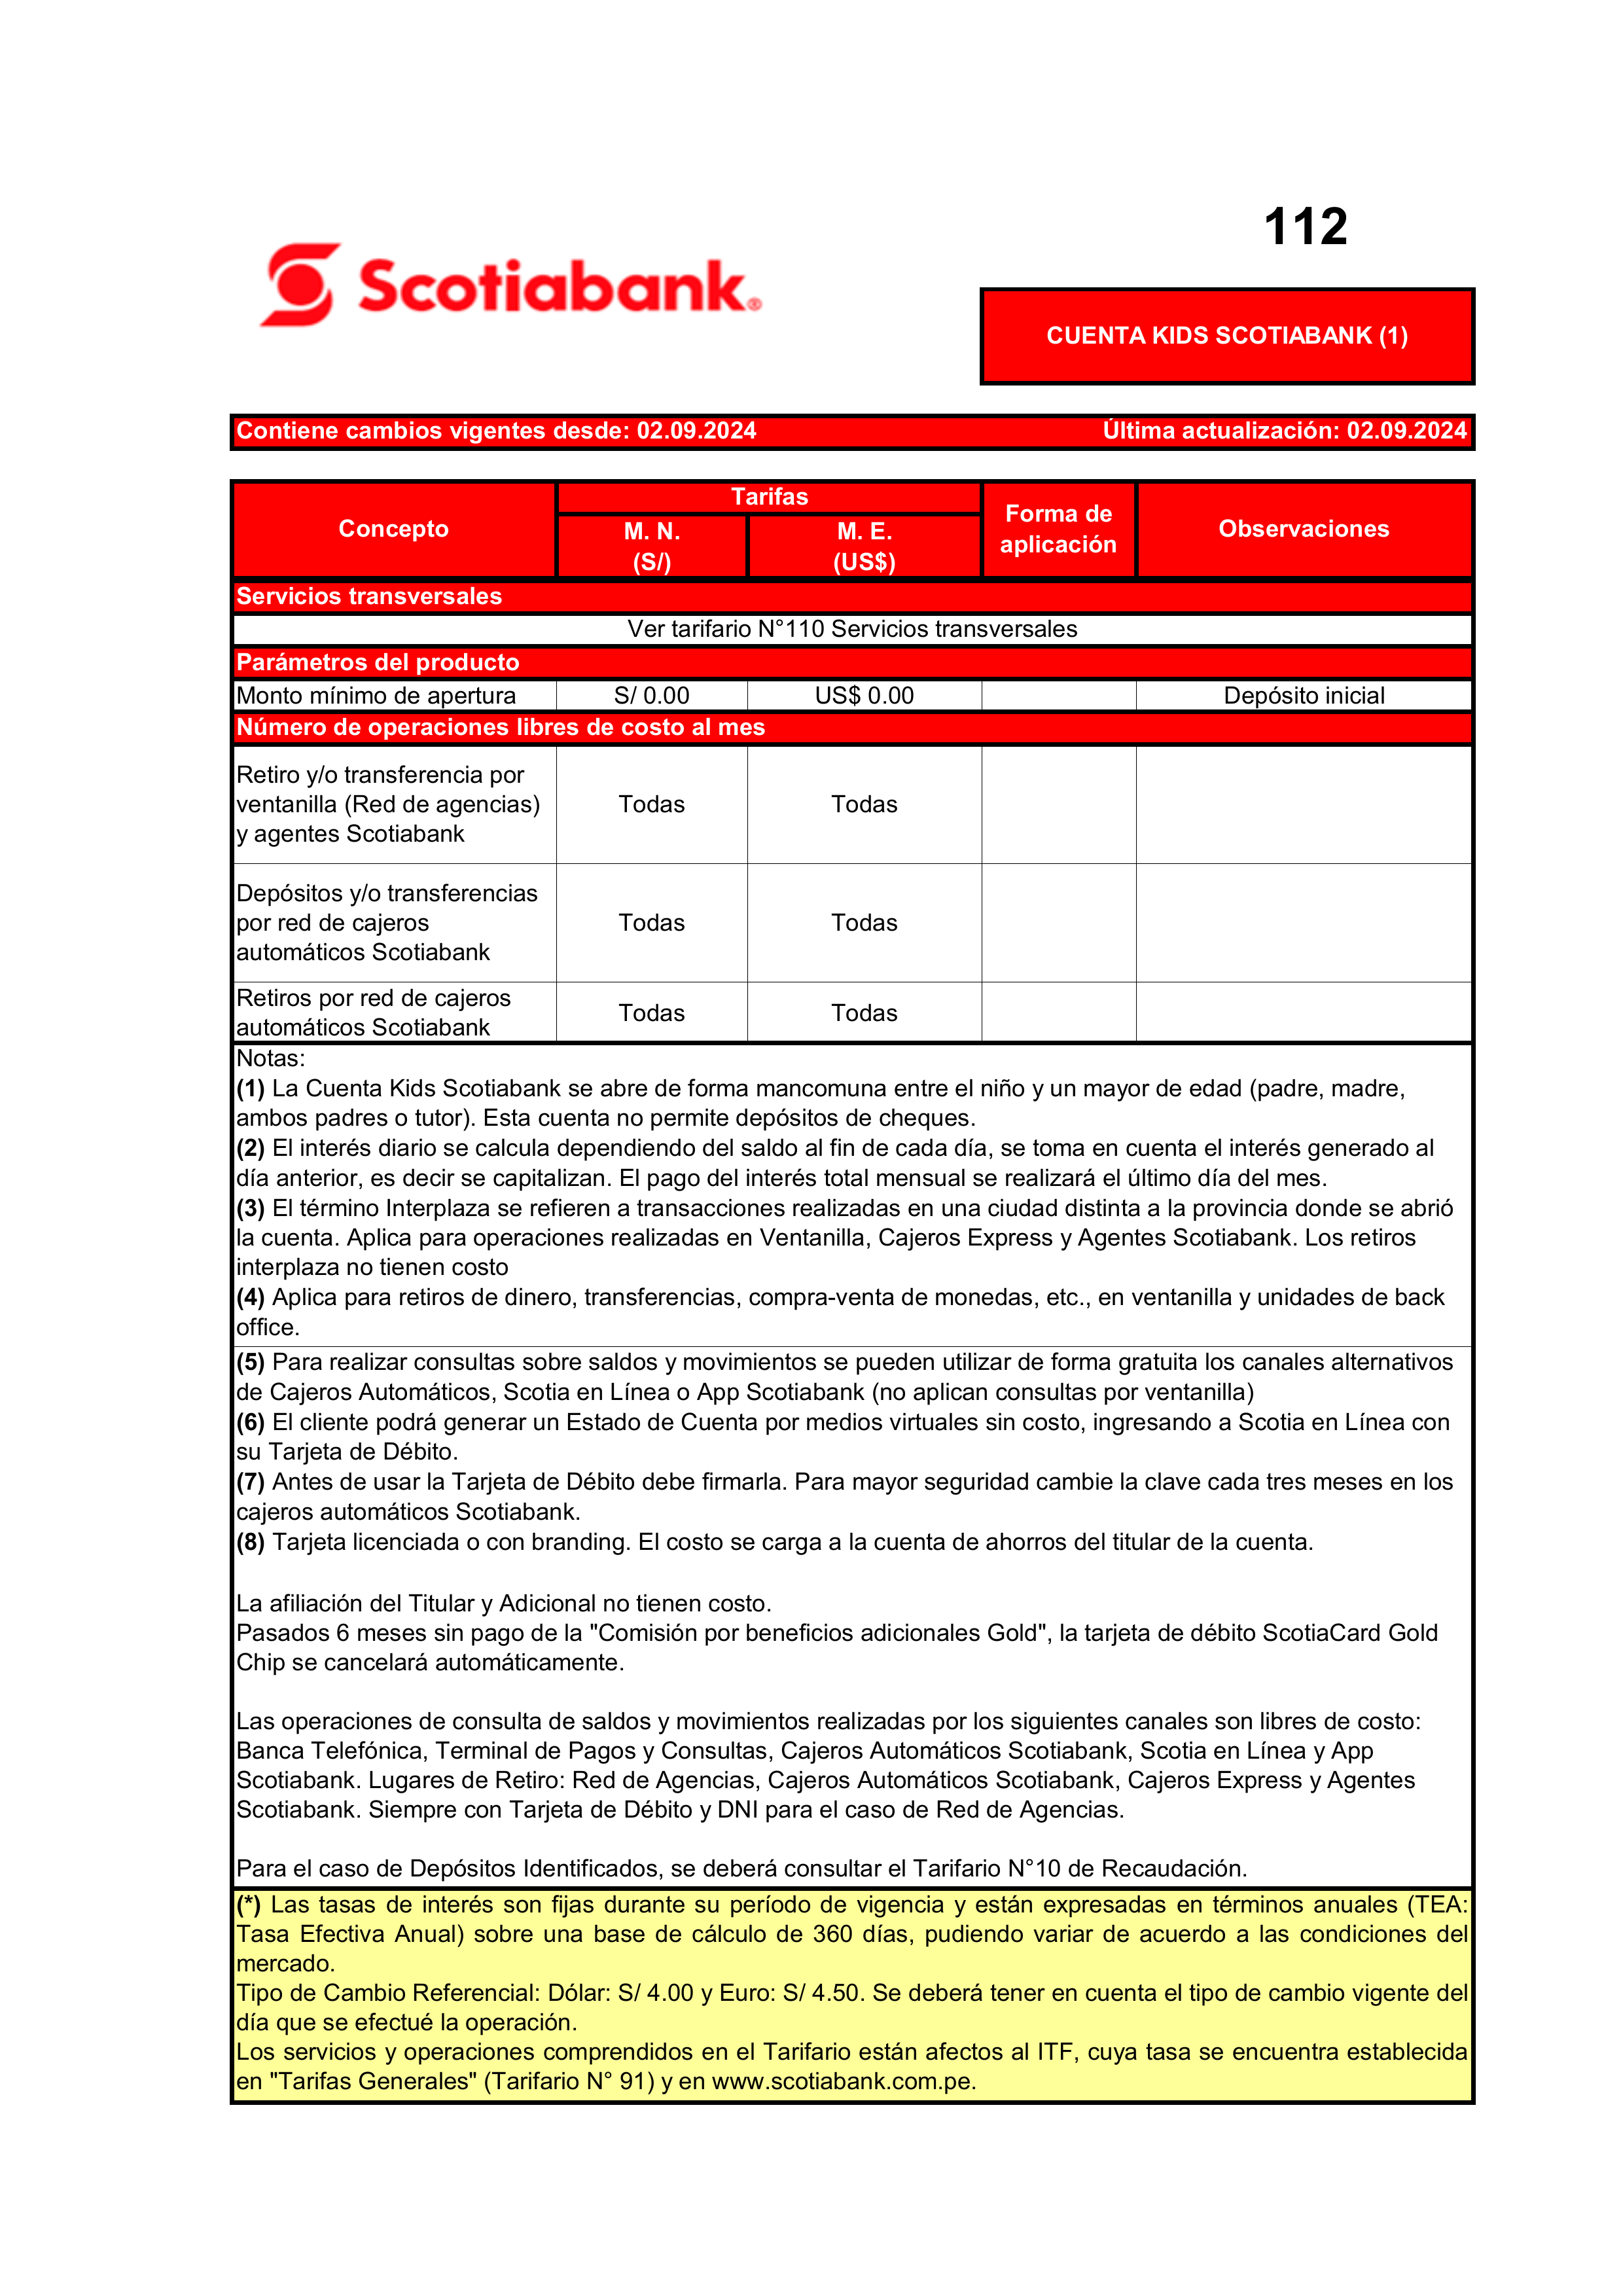 112
Scotiabank®
CUENTA KIDS SCOTIABANK (1)
Contiene cambios vigentes desde: 02.09.2024 Última actualización: 02.09.2024
Concepto
Tarifas
M. N.
(S/)
M. E.
(US$)
Forma de
aplicación
Observaciones
Servicios transversales
Ver tarifario N°110 Servicios transversales
Parámetros del producto
Monto mínimo de apertura S/ 0.00 US$ 0.00 Depósito inicial
Número de operaciones libres de costo al mes
Retiro y/o transferencia por
ventanilla (Red de agencias)
y agentes Scotiabank
Todas Todas
Depósitos y/o transferencias
por red de cajeros
automáticos Scotiabank
Todas Todas
Retiros por red de cajeros
automáticos Scotiabank
Todas Todas
Notas:
(1) La Cuenta Kids Scotiabank se abre de forma mancomuna entre el niño y un mayor de edad (padre, madre,
ambos padres o tutor). Esta cuenta no permite depósitos de cheques.
(2) El interés diario se calcula dependiendo del saldo al fin de cada día, se toma en cuenta el interés generado al
día anterior, es decir se capitalizan. El pago del interés total mensual se realizará el último día del mes.
(3) El término Interplaza se refieren a transacciones realizadas en una ciudad distinta a la provincia donde se abrió
la cuenta. Aplica para operaciones realizadas en Ventanilla, Cajeros Express y Agentes Scotiabank. Los retiros
interplaza no tienen costo
(4) Aplica para retiros de dinero, transferencias, compra-venta de monedas, etc., en ventanilla y unidades de back
office.
(5) Para realizar consultas sobre saldos y movimientos se pueden utilizar de forma gratuita los canales alternativos
de Cajeros Automáticos, Scotia en Línea o App Scotiabank (no aplican consultas por ventanilla)
(6) El cliente podrá generar un Estado de Cuenta por medios virtuales sin costo, ingresando a Scotia en Línea con
su Tarjeta de Débito.
(7) Antes de usar la Tarjeta de Débito debe firmarla. Para mayor seguridad cambie la clave cada tres meses en los
cajeros automáticos Scotiabank.
(8) Tarjeta licenciada o con branding. El costo se carga a la cuenta de ahorros del titular de la cuenta.
La afiliación del Titular y Adicional no tienen costo.
Pasados 6 meses sin pago de la "Comisión por beneficios adicionales Gold", la tarjeta de débito ScotiaCard Gold
Chip se cancelará automáticamente.
Las operaciones de consulta de saldos y movimientos realizadas por los siguientes canales son libres de costo:
Banca Telefónica, Terminal de Pagos y Consultas, Cajeros Automáticos Scotiabank, Scotia en Línea y App
Scotiabank. Lugares de Retiro: Red de Agencias, Cajeros Automáticos Scotiabank, Cajeros Express y Agentes
Scotiabank. Siempre con Tarjeta de Débito y DNI para el caso de Red de Agencias.
Para el caso de Depósitos Identificados, se deberá consultar el Tarifario N°10 de Recaudación.
(*) Las tasas de interés son fijas durante su período de vigencia y están expresadas en términos anuales (TEA:
Tasa Efectiva Anual) sobre una base de cálculo de 360 días, pudiendo variar de acuerdo a las condiciones del
mercado.
Tipo de Cambio Referencial: Dólar: S/ 4.00 y Euro: S/ 4.50. Se deberá tener en cuenta el tipo de cambio vigente del
día que se efectué la operación.
Los servicios y operaciones comprendidos en el Tarifario están afectos al ITF, cuya tasa se encuentra establecida
en "Tarifas Generales" (Tarifario N° 91) y en www.scotiabank.com.pe.